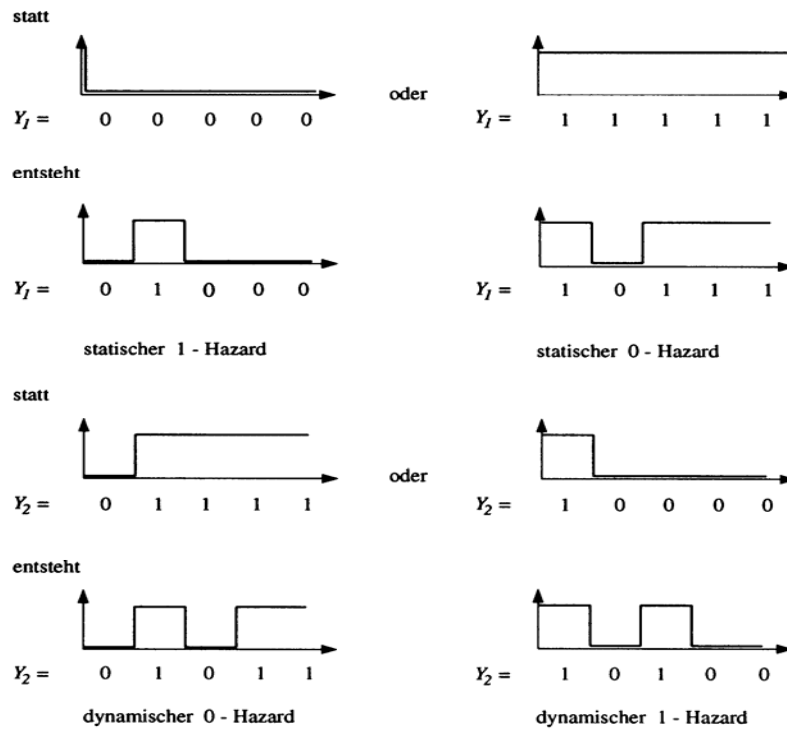 statt
oder
Y1 = 0 0 0 0 0
Y1 = 1 1 1 1 1
entsteht
Y1 = 0 1 0 0 0
Y1 = 1 0 1 1 1
statischer 1 - Hazard
statischer 0 - Hazard
statt
oder
Y2 = 0 1 1 1 1
Y2 = 1 0 0 0 0
entsteht
Y2 = 0 1 0 1 1
Y2 = 1 0 1 0 0
dynamischer 0 - Hazard
dynamischer 1 - Hazard